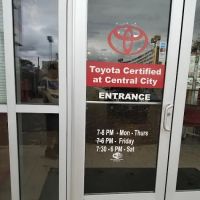 Toyota Certified
at Central City
ENTRANCE
7-8 PM - Mon - Thurs
7-6 PM - Friday
7:30 - 6 PM - Sat